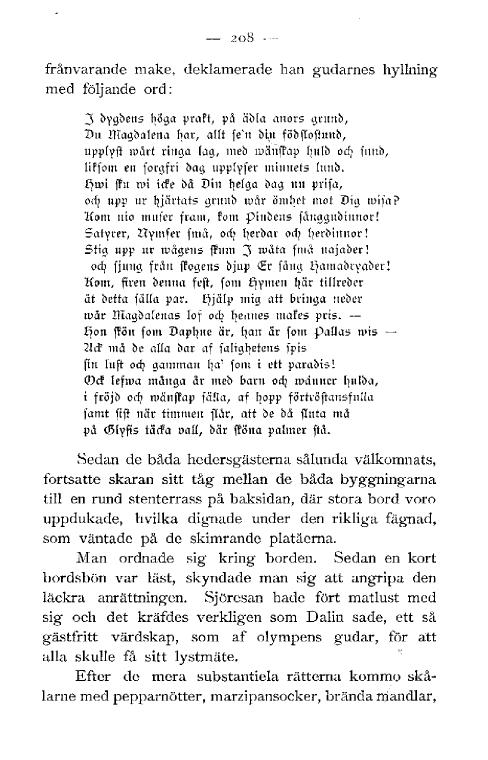 — 208 —
frånvarande make, deklamerade han gudarnes hyllning
med följande ord:
I dygdens höga prakt, på ädla anors grund,
Du Magdalena har, allt se'n din födslostund,
upplyst wårt ringa lag, med wänskap huld och sund,
liksom en sorgfri dag upplyser minnets lund.
Hwi sku wi icke då Din helga dag nu prisa,
och upp ur hjärtats grund wår ömhet mot Dig wisa?
Kom nio muser fram, kom Pindens sånggudinnor!
Satyrer, Nymfer små, och herdar och herdinnor!
Stig upp ur wågens skum I wåta små najader!
och sjung från skogens djup Er sång Hamadryader!
Kom, firen denna fest, som Hymen här tillreder
åt detta sälla par. Hjälp mig att bringa neder
wår Magdalenas lof och hennes makes pris. —
Hon skön som Daphne är, han är som Pallas wis —
Ack må de alla dar af salighetens spis
sin lust och gamman ha' som i ett paradis!
Ock lefwa många år med barn och wänner hulda,
i fröjd och wänskap sälla, af hopp förtröstansfulla
samt sist när timmen slår, att de då sluta må
på Glysis täcka vall, där sköna palmer stå.
Sedan de båda hedersgästerna sålunda välkomnats,
fortsatte skaran sitt tåg mellan de båda byggningarna
till en rund stenterrass på baksidan, där stora bord voro
uppdukade, hvilka dignade under den rikliga fägnad,
som väntade på de skimrande platåerna.
Man ordnade sig kring borden. Sedan en kort
bordsbön var läst, skyndade man sig att angripa den
läckra anrättningen. Sjöresan hade fört matlust med
sig och det kräfdes verkligen som Dalin sade, ett så
gästfritt värdskap, som af olympens gudar, för att
alla skulle få sitt lystmäte.
Efter de mera substantiela rätterna kommo skå-
larne med pepparnötter, marzipansocker, brända mandlar,